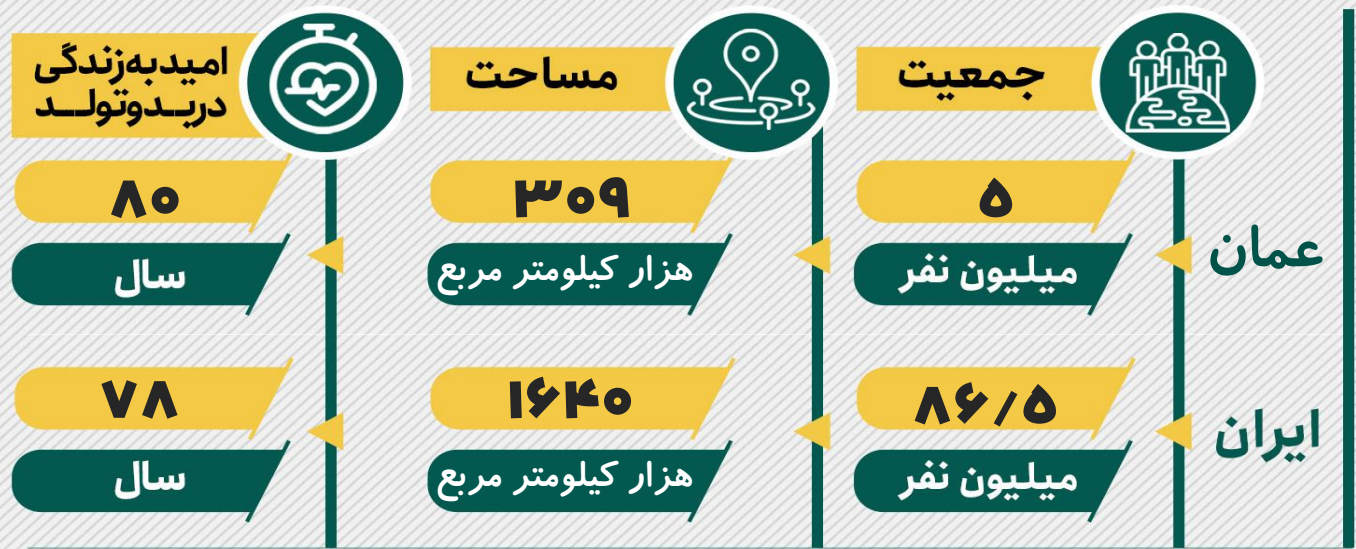 جمعیت
مساحت
امیدبه‌زندگی
دربــدوتولــد
عمان
۵
میلیون نفر
۳۰۹
هزار کیلومتر مربع
۸۰
سال
ایران
۸۶/۵
میلیون نفر
۱۶۴۰
هزار کیلومتر مربع
۷۸
سال